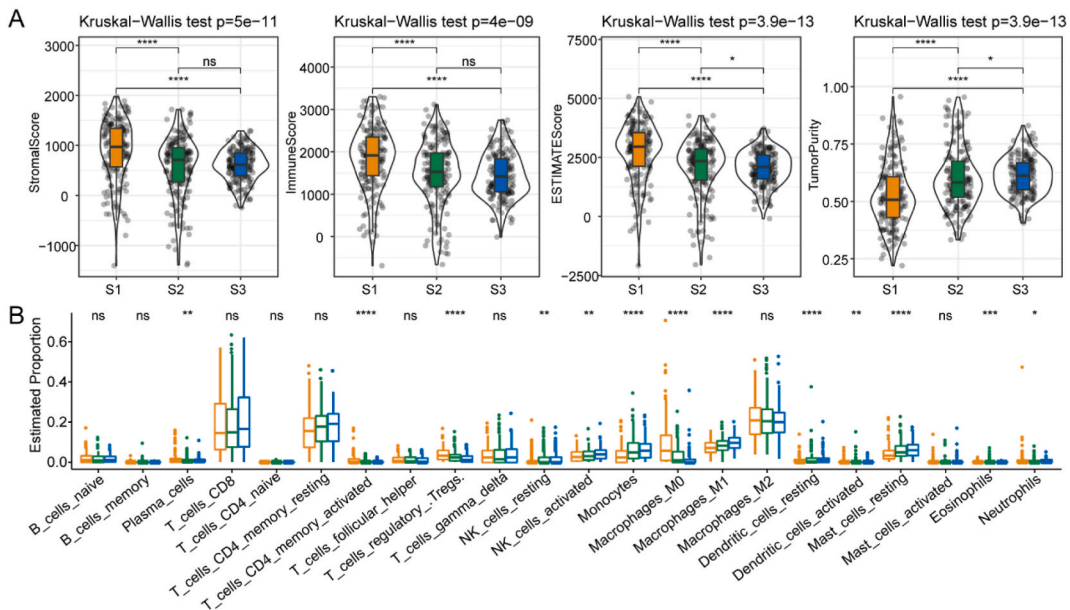 A
Kruskal-Wallis test p=5e-11
Kruskal-Wallis test p=4e-09
Kruskal-Wallis test p=3.9e-13
Kruskal-Wallis test p=3.9e-13
StromalScore
3000
2000
1000
0
-1000
****
ns
****
S1
S2
S3
ImmuneScore
4000
3000
2000
1000
0
****
ns
****
S1
S2
S3
ESTIMATEScore
7500
5000
2500
0
-2500
****
*
****
S1
S2
S3
TumorPurity
1.00
0.75
0.50
0.25
****
*
****
S1
S2
S3
B
ns ns ** ns ns ns **** ns **** ns ** ** **** **** **** ns **** ** **** ns *** *
Estimated Proportion
0.6
0.4
0.2
0.0
B_cells_naive
B_cells_memory
Plasma_cells
T_cells_CD8
T_cells_CD4_naive
T_cells_CD4_memory_resting
T_cells_CD4_memory_activated
T_cells_follicular_helper
T_cells_regulatory_.Tregs.
T_cells_gamma_delta
NK_cells_resting
NK_cells_activated
Monocytes
Macrophages_M0
Macrophages_M1
Macrophages_M2
Dendritic_cells_resting
Dendritic_cells_activated
Mast_cells_resting
Mast_cells_activated
Eosinophils
Neutrophils